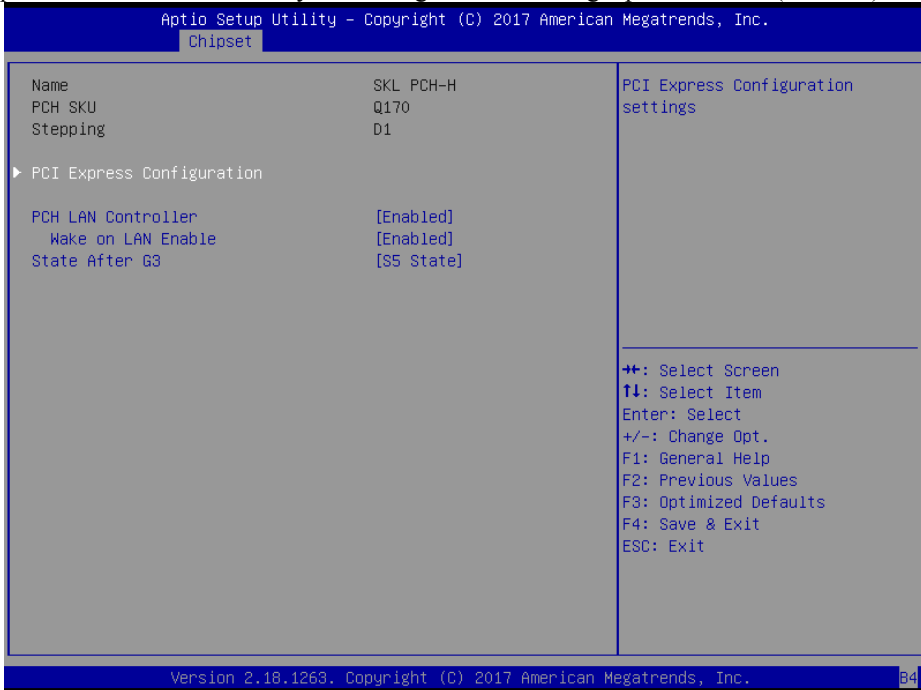 Aptio Setup Utility – Copyright (C) 2017 American Megatrends, Inc.
Chipset
Name SKL PCH-H
PCH SKU Q170
Stepping D1
PCI Express Configuration
PCH LAN Controller [Enabled]
Wake on LAN Enable [Enabled]
State After G3 [S5 State]
PCI Express Configuration
settings
→←: Select Screen
↑↓: Select Item
Enter: Select
+/-: Change Opt.
F1: General Help
F2: Previous Values
F3: Optimized Defaults
F4: Save & Exit
ESC: Exit
Version 2.18.1263. Copyright (C) 2017 American Megatrends, Inc.
B4